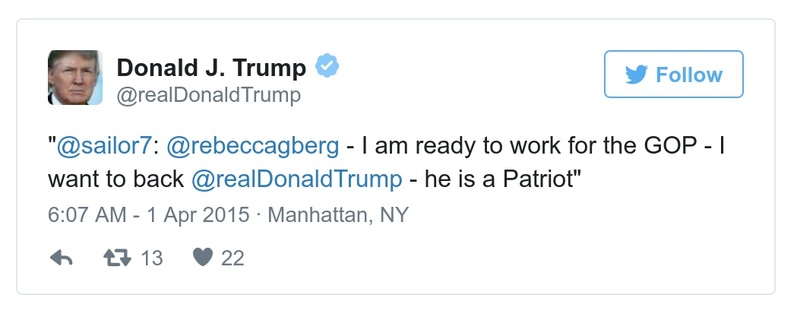 Donald J. Trump
@realDonaldTrump
Follow
"@sailor7: @rebeccagberg - I am ready to work for the GOP - I
want to back @realDonaldTrump - he is a Patriot"
6:07 AM - 1 Apr 2015 · Manhattan, NY
13 22